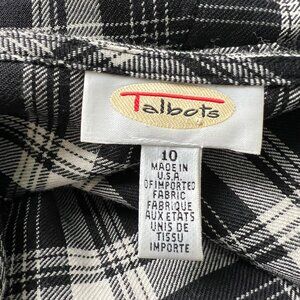 Talbots
10
MADE IN
U.S.A.
OF IMPORTED
FABRIC
FABRIQUE
AUX ETATS
UNIS DE
TISSU
IMPORTE